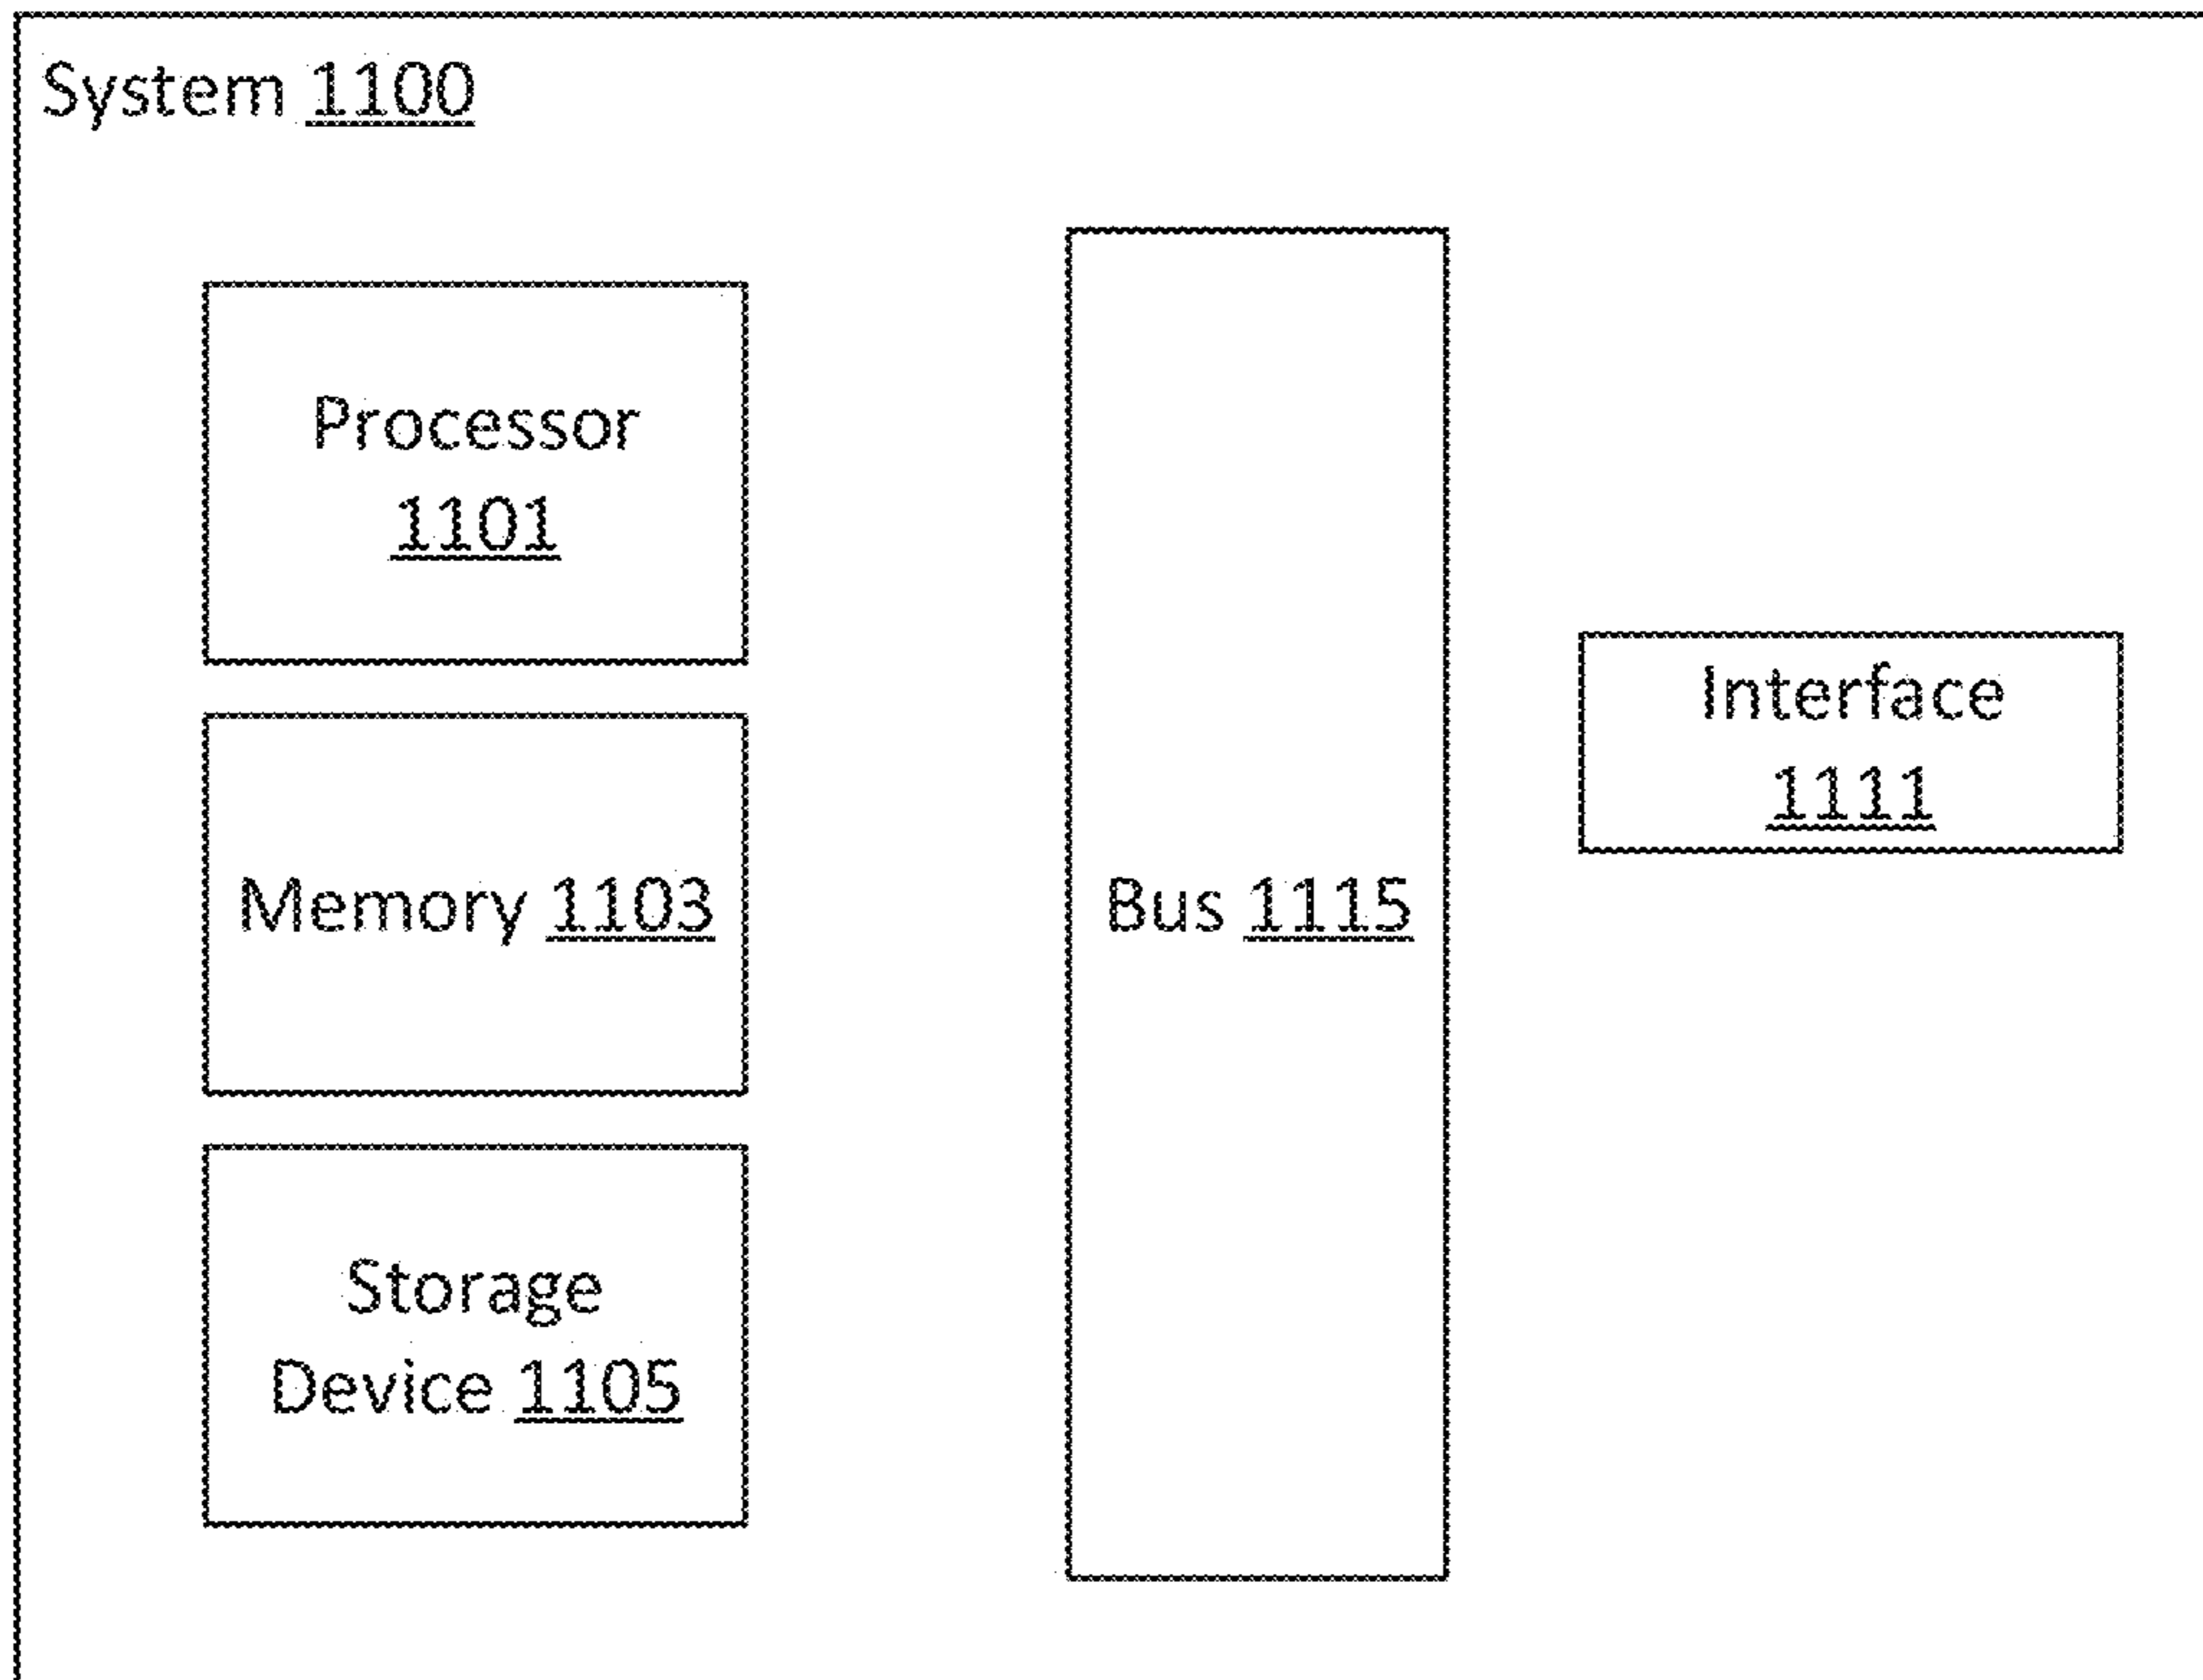 System 1100
Processor
1101
Memory 1103
Storage
Device 1105
Bus 1115
Interface
1111